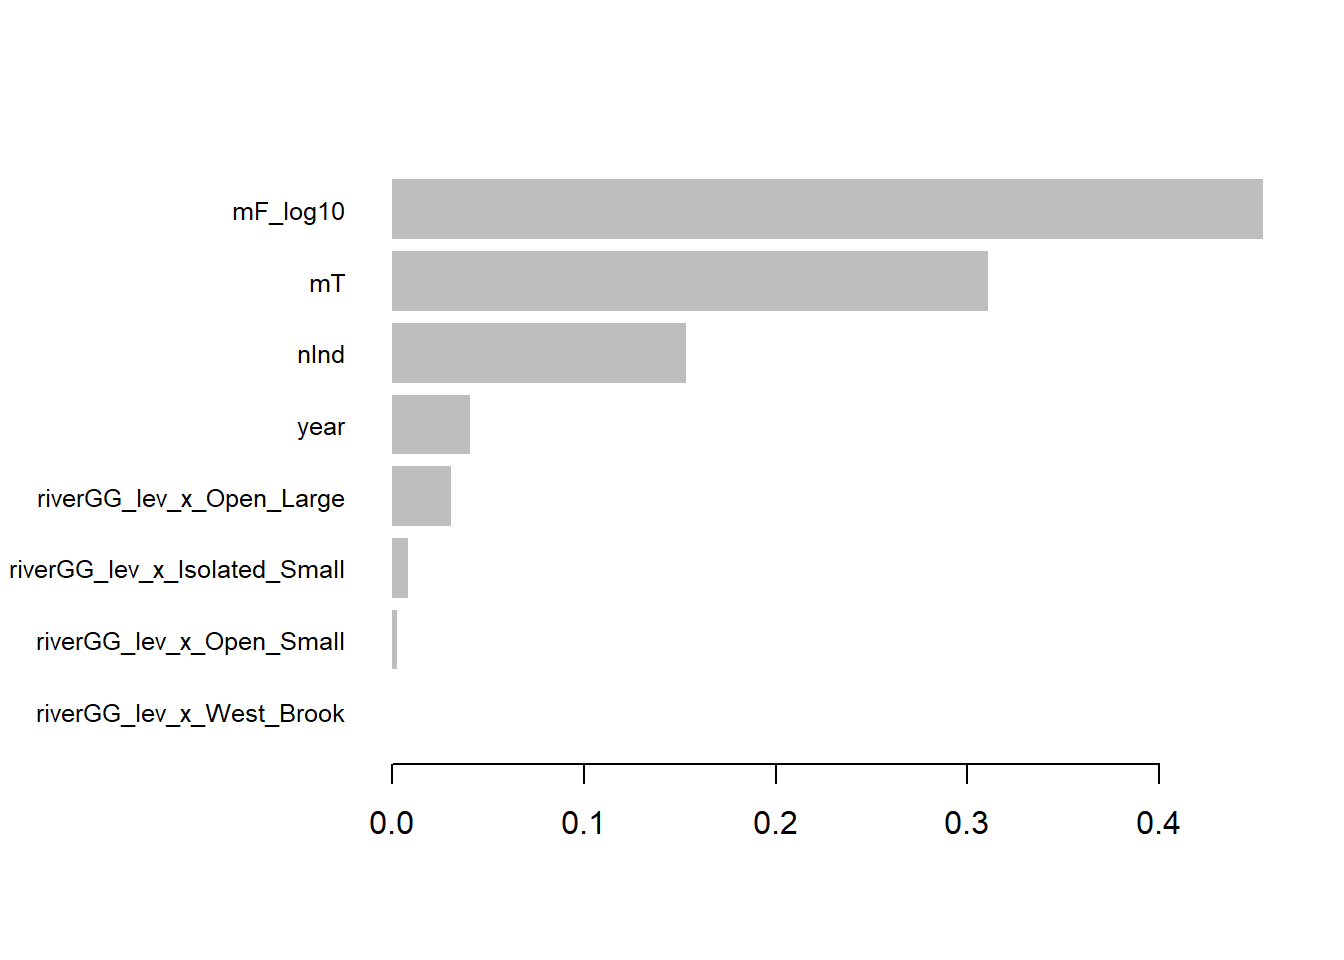 mF_log10
mT
nInd
year
riverGG_lev_x_Open_Large
riverGG_lev_x_Isolated_Small
riverGG_lev_x_Open_Small
riverGG_lev_x_West_Brook
0.0 0.1 0.2 0.3 0.4